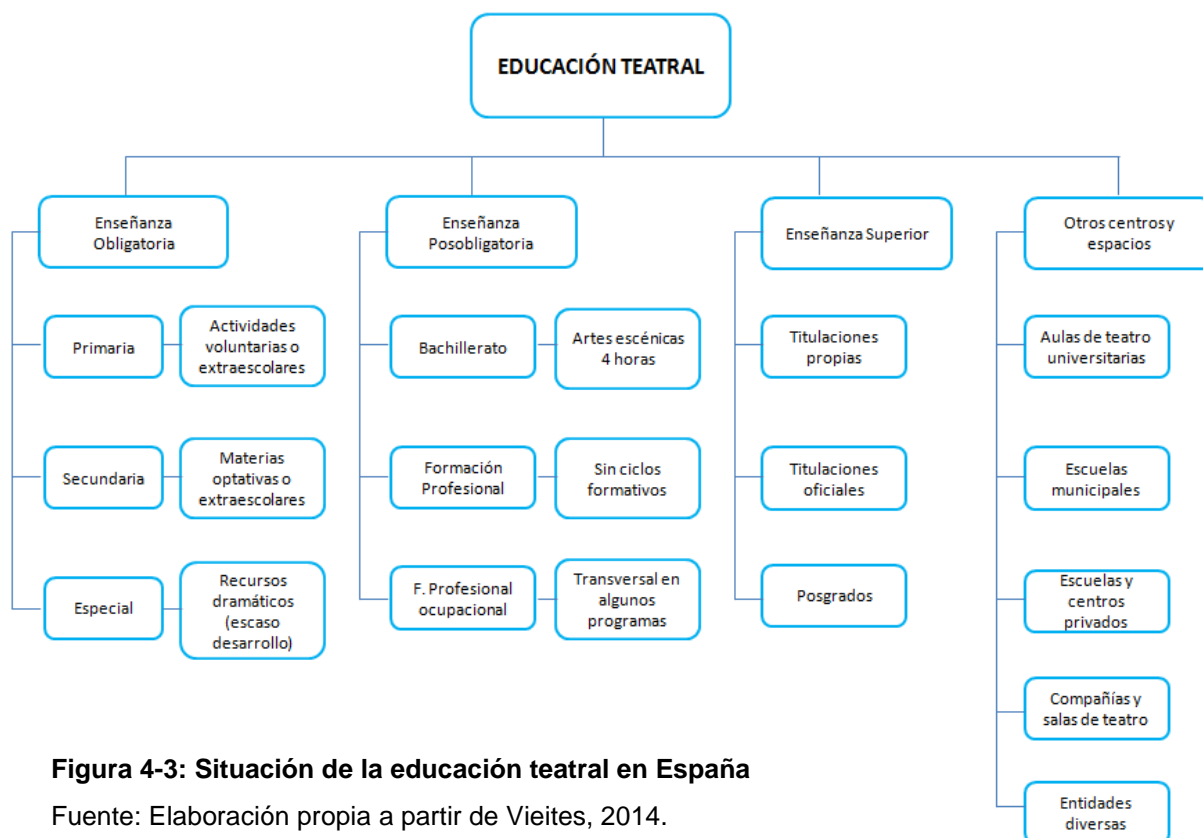 EDUCACIÓN TEATRAL
Enseñanza
Obligatoria
Enseñanza
Posobligatoria
Enseñanza Superior
Otros centros y
espacios
Primaria
Actividades
voluntarias o
extraescolares
Bachillerato
Artes escénicas
4 horas
Titulaciones
propias
Aulas de teatro
universitarias
Secundaria
Materias
optativas o
extraescolares
Formación
Profesional
Sin ciclos
formativos
Titulaciones
oficiales
Escuelas
municipales
Especial
Recursos
dramáticos
(escaso
desarrollo)
F. Profesional
ocupacional
Transversal en
algunos
programas
Posgrados
Escuelas y
centros
privados
Compañías y
salas de teatro
Entidades
diversas
Figura 4-3: Situación de la educación teatral en España
Fuente: Elaboración propia a partir de Vieites, 2014.